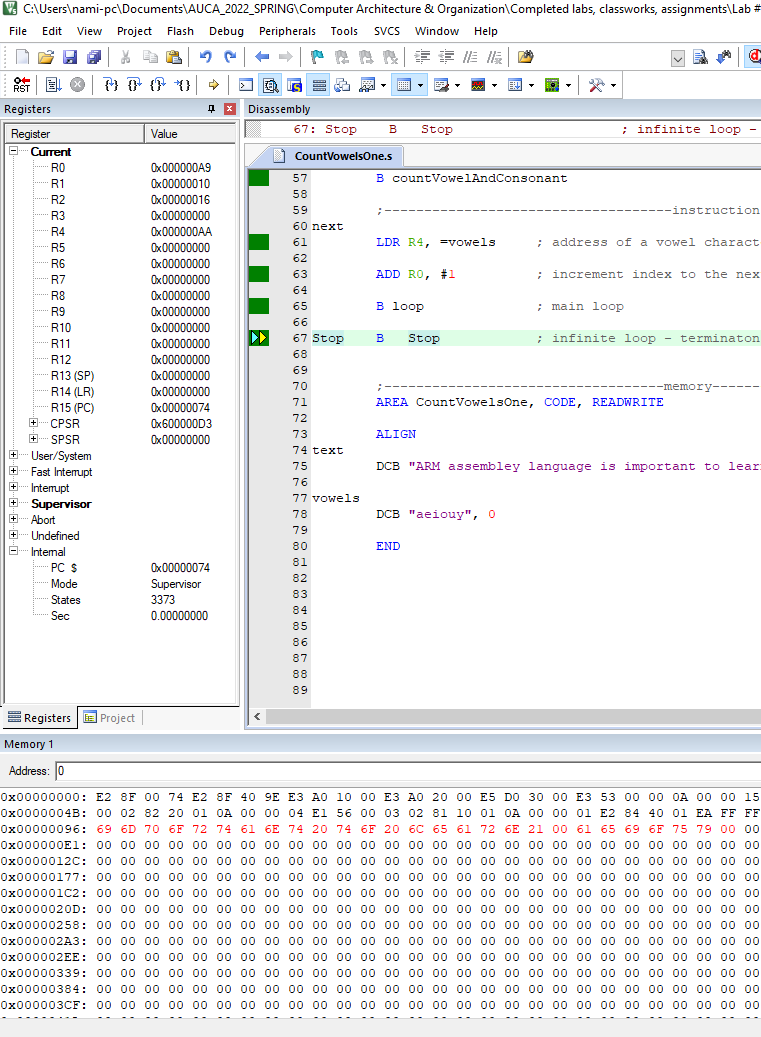 C:\Users\nami-pc\Documents\AUCA_2022_SPRING\Computer Architecture & Organization\Completed labs, classworks, assignments\Lab #
File Edit View Project Flash Debug Peripherals Tools SVCS Window Help
RST
Registers
Register Value
Current
R0 0x000000A9
R1 0x00000010
R2 0x00000016
R3 0x00000000
R4 0x000000AA
R5 0x00000000
R6 0x00000000
R7 0x00000000
R8 0x00000000
R9 0x00000000
R10 0x00000000
R11 0x00000000
R12 0x00000000
R13 (SP) 0x00000000
R14 (LR) 0x00000000
R15 (PC) 0x00000074
CPSR 0x600000D3
SPSR 0x00000000
User/System
Fast Interrupt
Interrupt
Supervisor
Abort
Undefined
Internal
PC $ 0x00000074
Mode Supervisor
States 3373
Sec 0.00000000
Registers Project
Disassembly
67: Stop B Stop ; infinite loop -
CountVowelsOne.s
57 B countVowelAndConsonant
58
59 ;------------------------------------instruction
60 next
61 LDR R4, =vowels ; address of a vowel charact
62
63 ADD R0, #1 ; increment index to the nex
64
65 B loop ; main loop
66
67 Stop B Stop ; infinite loop - terminaton
68
69
70 ;-----------------------------------memory------
71 AREA CountVowelsOne, CODE, READWRITE
72
73 ALIGN
74 text
75 DCB "ARM assembley language is important to lear
76
77 vowels
78 DCB "aeiouy", 0
79
80 END
81
82
83
84
85
86
87
88
89
Memory 1
Address: 0
0x00000000: E2 8F 00 74 E2 8F 40 9E E3 A0 10 00 E3 A0 20 00 E5 D0 30 00 E3 53 00 00 0A 00 00 15
0x0000004B: 00 02 82 20 01 0A 00 00 04 E1 56 00 03 02 81 10 01 0A 00 00 01 E2 84 40 01 EA FF FF
0x00000096: 69 6D 70 6F 72 74 61 6E 74 20 74 6F 20 6C 65 61 72 6E 21 00 61 65 69 6F 75 79 00 00
0x000000E1: 00 00 00 00 00 00 00 00 00 00 00 00 00 00 00 00 00 00 00 00 00 00 00 00 00 00 00 00
0x0000012C: 00 00 00 00 00 00 00 00 00 00 00 00 00 00 00 00 00 00 00 00 00 00 00 00 00 00 00 00
0x00000177: 00 00 00 00 00 00 00 00 00 00 00 00 00 00 00 00 00 00 00 00 00 00 00 00 00 00 00 00
0x000001C2: 00 00 00 00 00 00 00 00 00 00 00 00 00 00 00 00 00 00 00 00 00 00 00 00 00 00 00 00
0x0000020D: 00 00 00 00 00 00 00 00 00 00 00 00 00 00 00 00 00 00 00 00 00 00 00 00 00 00 00 00
0x00000258: 00 00 00 00 00 00 00 00 00 00 00 00 00 00 00 00 00 00 00 00 00 00 00 00 00 00 00 00
0x000002A3: 00 00 00 00 00 00 00 00 00 00 00 00 00 00 00 00 00 00 00 00 00 00 00 00 00 00 00 00
0x000002EE: 00 00 00 00 00 00 00 00 00 00 00 00 00 00 00 00 00 00 00 00 00 00 00 00 00 00 00 00
0x00000339: 00 00 00 00 00 00 00 00 00 00 00 00 00 00 00 00 00 00 00 00 00 00 00 00 00 00 00 00
0x00000384: 00 00 00 00 00 00 00 00 00 00 00 00 00 00 00 00 00 00 00 00 00 00 00 00 00 00 00 00
0x000003CF: 00 00 00 00 00 00 00 00 00 00 00 00 00 00 00 00 00 00 00 00 00 00 00 00 00 00 00 00